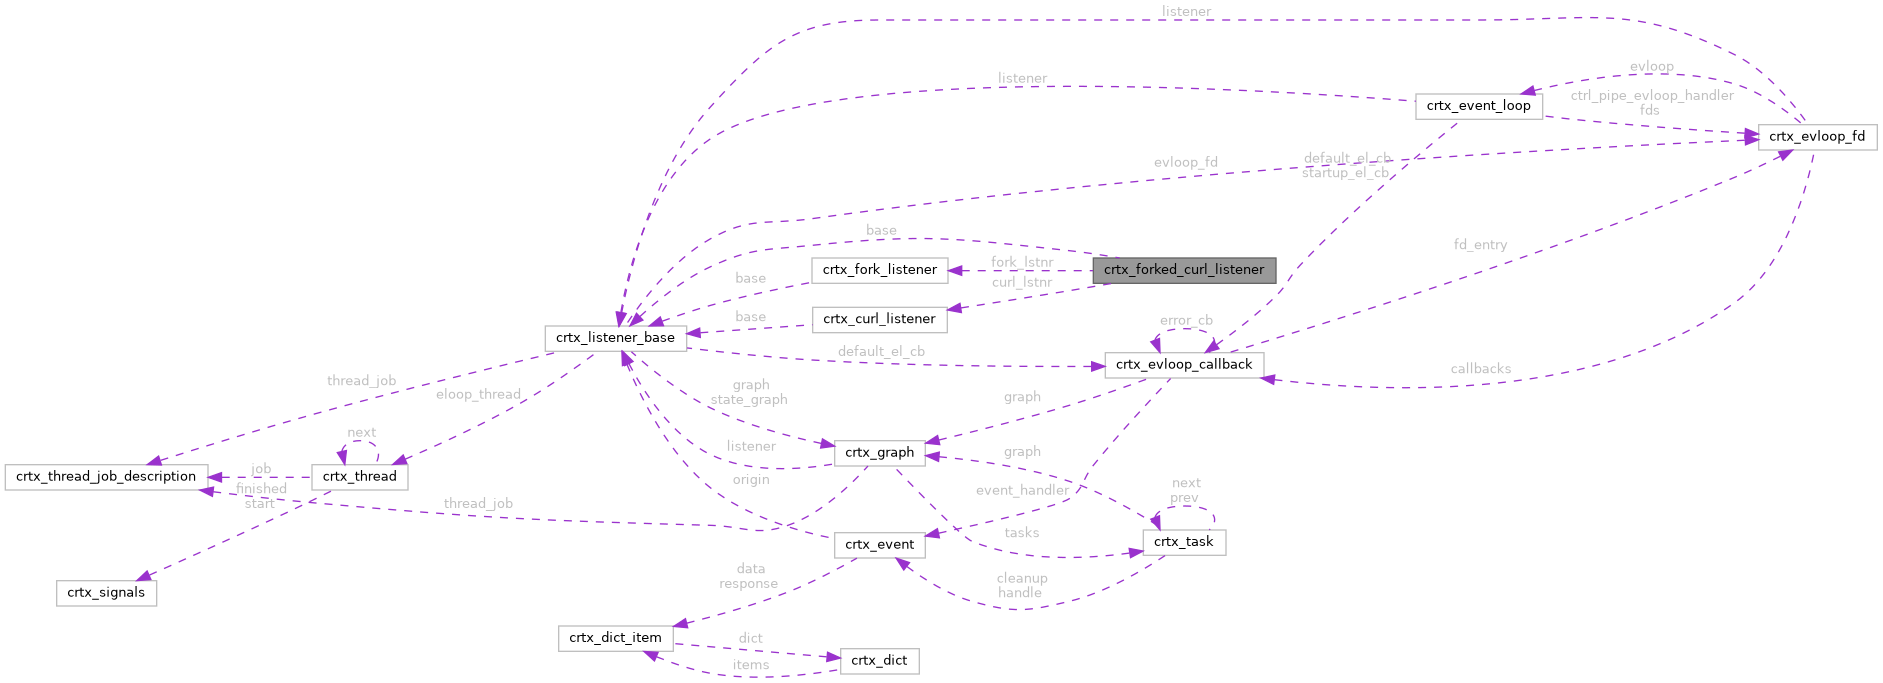 listener
evloop
listener
ctrl_pipe_evloop_handler
fds
crtx_event_loop
crtx_evloop_fd
evloop_fd
default_el_cb
startup_el_cb
base
fd_entry
crtx_fork_listener
fork_lstnr
crtx_forked_curl_listener
base
curl_lstnr
base
crtx_curl_listener
error_cb
crtx_listener_base
default_el_cb
crtx_evloop_callback
callbacks
thread_job
eloop_thread
graph
state_graph
graph
next
listener
crtx_graph
graph
job
crtx_thread_job_description
crtx_thread
origin
finished
start
thread_job
event_handler
next
prev
tasks
crtx_event
crtx_task
data
response
cleanup
handle
crtx_signals
crtx_dict_item
dict
crtx_dict
items